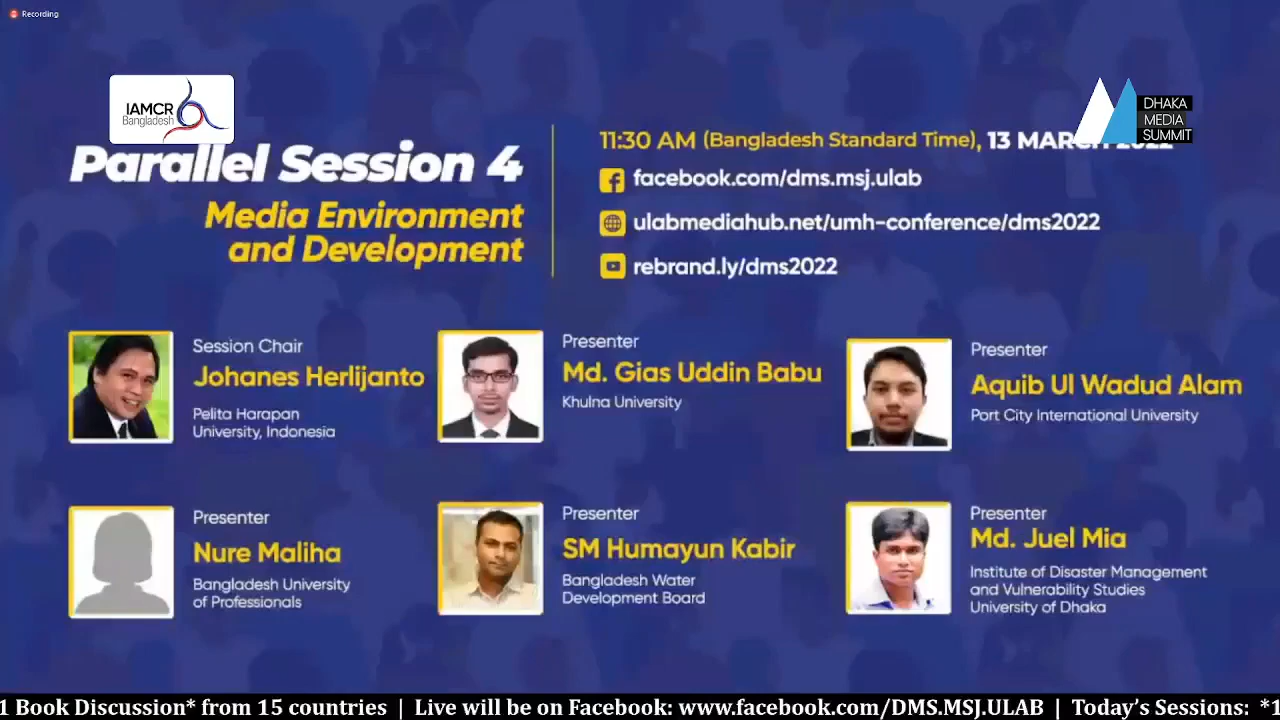 Recording
IAMCR
Bangladesh
DHAKA
MEDIA
SUMMIT
Parallel Session 4
Media Environment
and Development
11:30 AM (Bangladesh Standard Time), 13 MARCH 2022
facebook.com/dms.msj.ulab
ulabmediahub.net/umh-conference/dms2022
rebrand.ly/dms2022
Session Chair
Johanes Herlijanto
Pelita Harapan
University, Indonesia
Presenter
Md. Gias Uddin Babu
Khulna University
Presenter
Aquib Ul Wadud Alam
Port City International University
Presenter
Nure Maliha
Bangladesh University
of Professionals
Presenter
SM Humayun Kabir
Bangladesh Water
Development Board
Presenter
Md. Juel Mia
Institute of Disaster Management
and Vulnerability Studies
University of Dhaka
1 Book Discussion* from 15 countries | Live will be on Facebook: www.facebook.com/DMS.MSJ.ULAB | Today's Sessions: *1